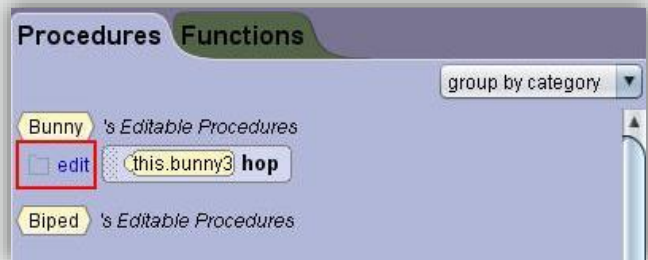 Procedures Functions
group by category
Bunny 's Editable Procedures
edit this.bunny3 hop
Biped 's Editable Procedures